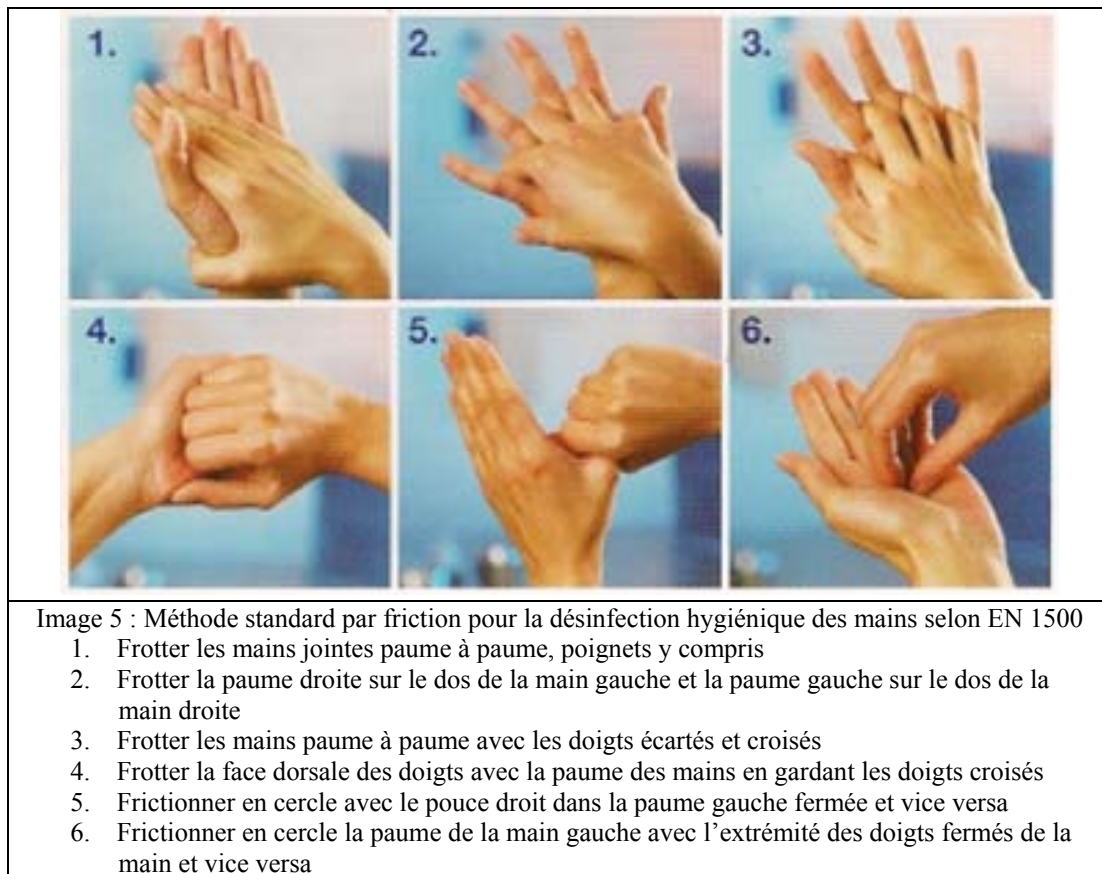 1. 2. 3.
4. 5. 6.
Image 5 : Méthode standard par friction pour la désinfection hygiénique des mains selon EN 1500
1. Frotter les mains jointes paume à paume, poignets y compris
2. Frotter la paume droite sur le dos de la main gauche et la paume gauche sur le dos de la
main droite
3. Frotter les mains paume à paume avec les doigts écartés et croisés
4. Frotter la face dorsale des doigts avec la paume des mains en gardant les doigts croisés
5. Frictionner en cercle avec le pouce droit dans la paume gauche fermée et vice versa
6. Frictionner en cercle la paume de la main gauche avec l’extrémité des doigts fermés de la
main et vice versa